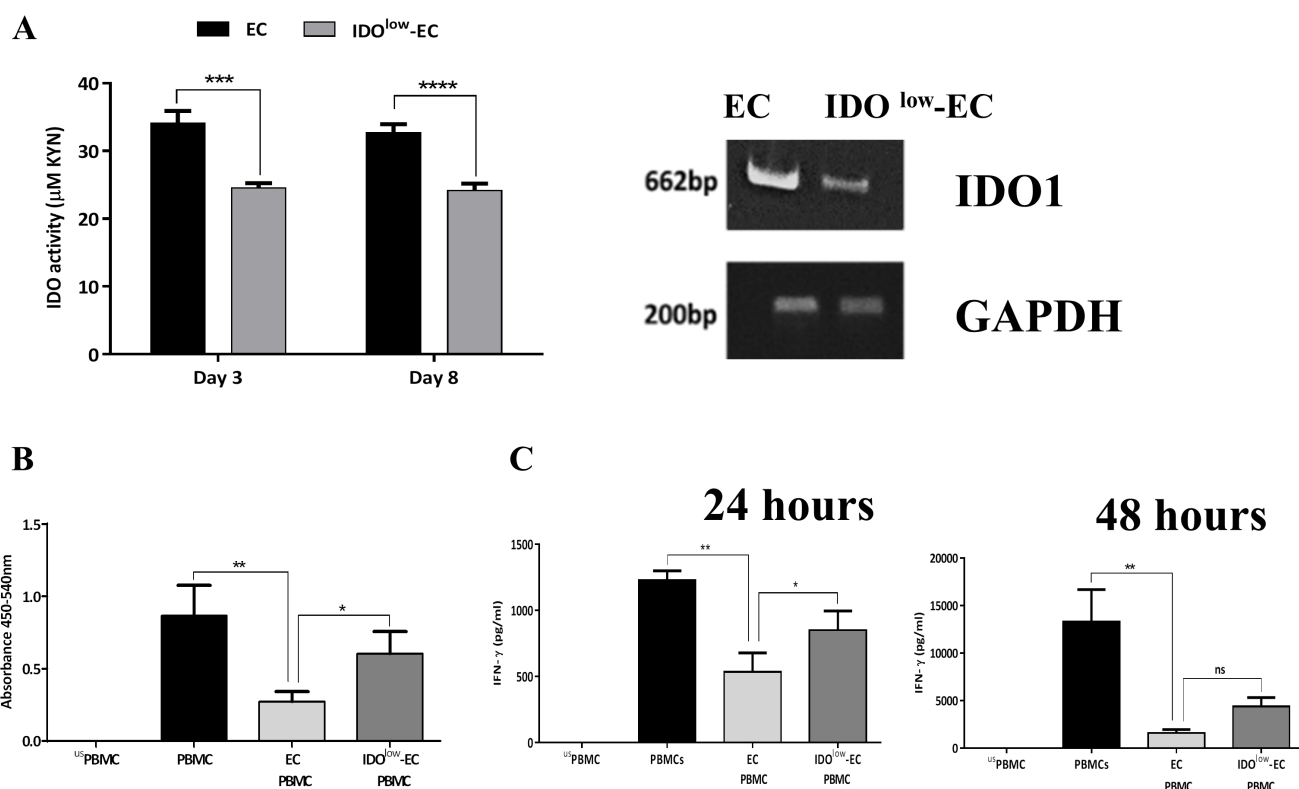 A
EC IDOlow-EC
***
****
40
30
20
10
0
IDO activity (µM KYN)
Day 3 Day 8
EC IDO low-EC
662bp
IDO1
200bp
GAPDH
B
1.5
1.0
0.5
0.0
Absorbance 450-540nm
**
*
usPBMC PBMC EC IDOlow-EC
PBMC PBMC
C
24 hours
1500
1000
500
0
IFN- γ (pg/ml)
**
*
usPBMC PBMCs EC IDOlow-EC
PBMC PBMC
48 hours
20000
15000
10000
5000
0
IFN- γ (pg/ml)
**
ns
usPBMC PBMCs EC IDOlow-EC
PBMC PBMC